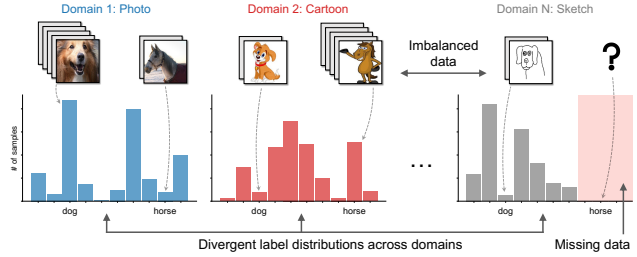 Domain 1: Photo
Domain 2: Cartoon
Domain N: Sketch
Imbalanced
data
?
# of samples
...
dog
horse
dog
horse
dog
horse
Divergent label distributions across domains
Missing data